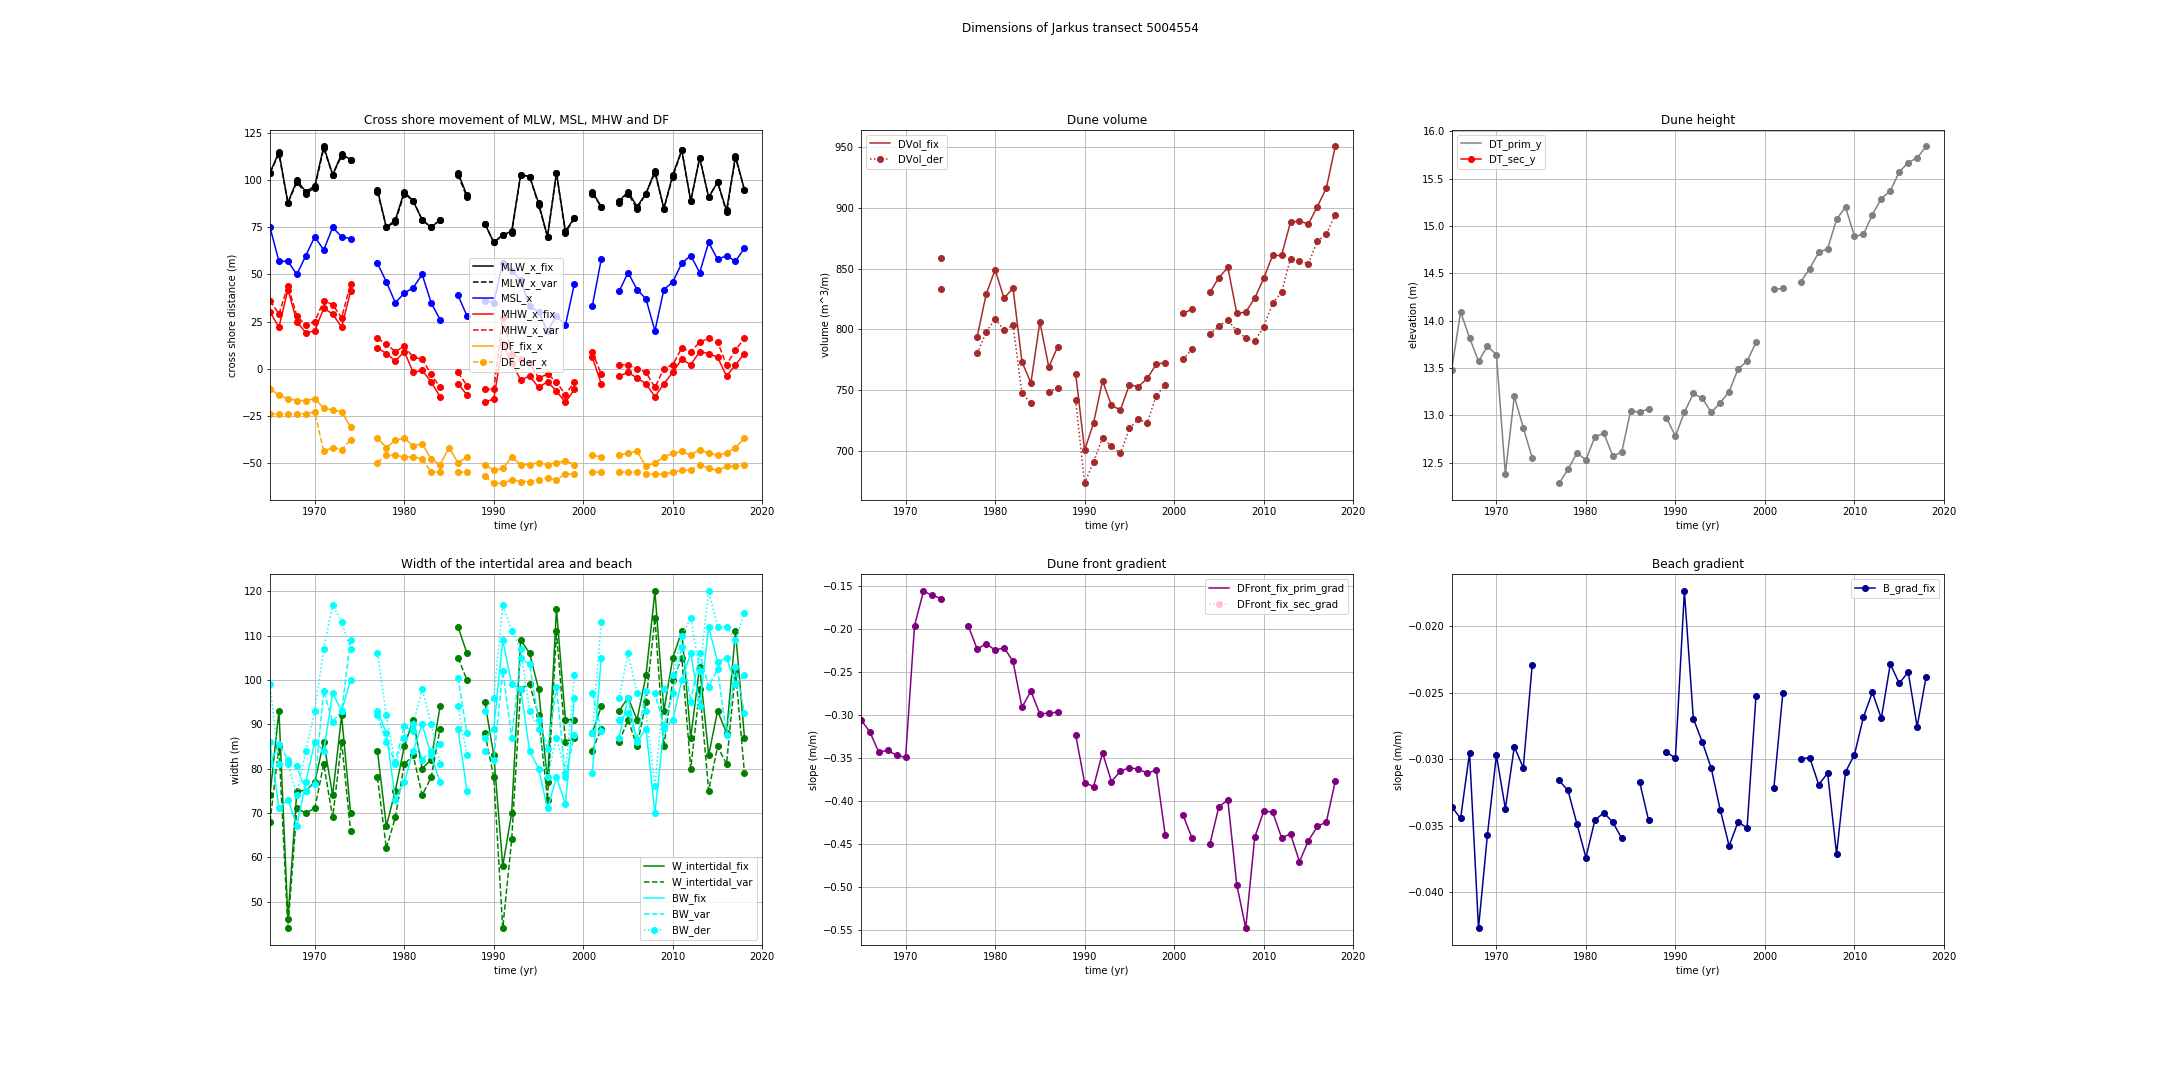 Dimensions of Jarkus transect 5004554
Cross shore movement of MLW, MSL, MHW and DF
125
100
75
50
25
0
−25
−50
cross shore distance (m)
MLW_x_fix
MLW_x_var
MSL_x
MHW_x_fix
MHW_x_var
DF_fix_x
DF_der_x
1970 1980 1990 2000 2010 2020
time (yr)
Dune volume
950
900
850
800
750
700
volume (m^3/m)
DVol_fix
DVol_der
1970 1980 1990 2000 2010 2020
time (yr)
Dune height
16.0
15.5
15.0
14.5
14.0
13.5
13.0
12.5
elevation (m)
DT_prim_y
DT_sec_y
1970 1980 1990 2000 2010 2020
time (yr)
Width of the intertidal area and beach
120
110
100
90
80
70
60
50
width (m)
W_intertidal_fix
W_intertidal_var
BW_fix
BW_var
BW_der
1970 1980 1990 2000 2010 2020
time (yr)
Dune front gradient
−0.15
−0.20
−0.25
−0.30
−0.35
−0.40
−0.45
−0.50
−0.55
slope (m/m)
DFront_fix_prim_grad
DFront_fix_sec_grad
1970 1980 1990 2000 2010 2020
time (yr)
Beach gradient
−0.020
−0.025
−0.030
−0.035
−0.040
slope (m/m)
B_grad_fix
1970 1980 1990 2000 2010 2020
time (yr)